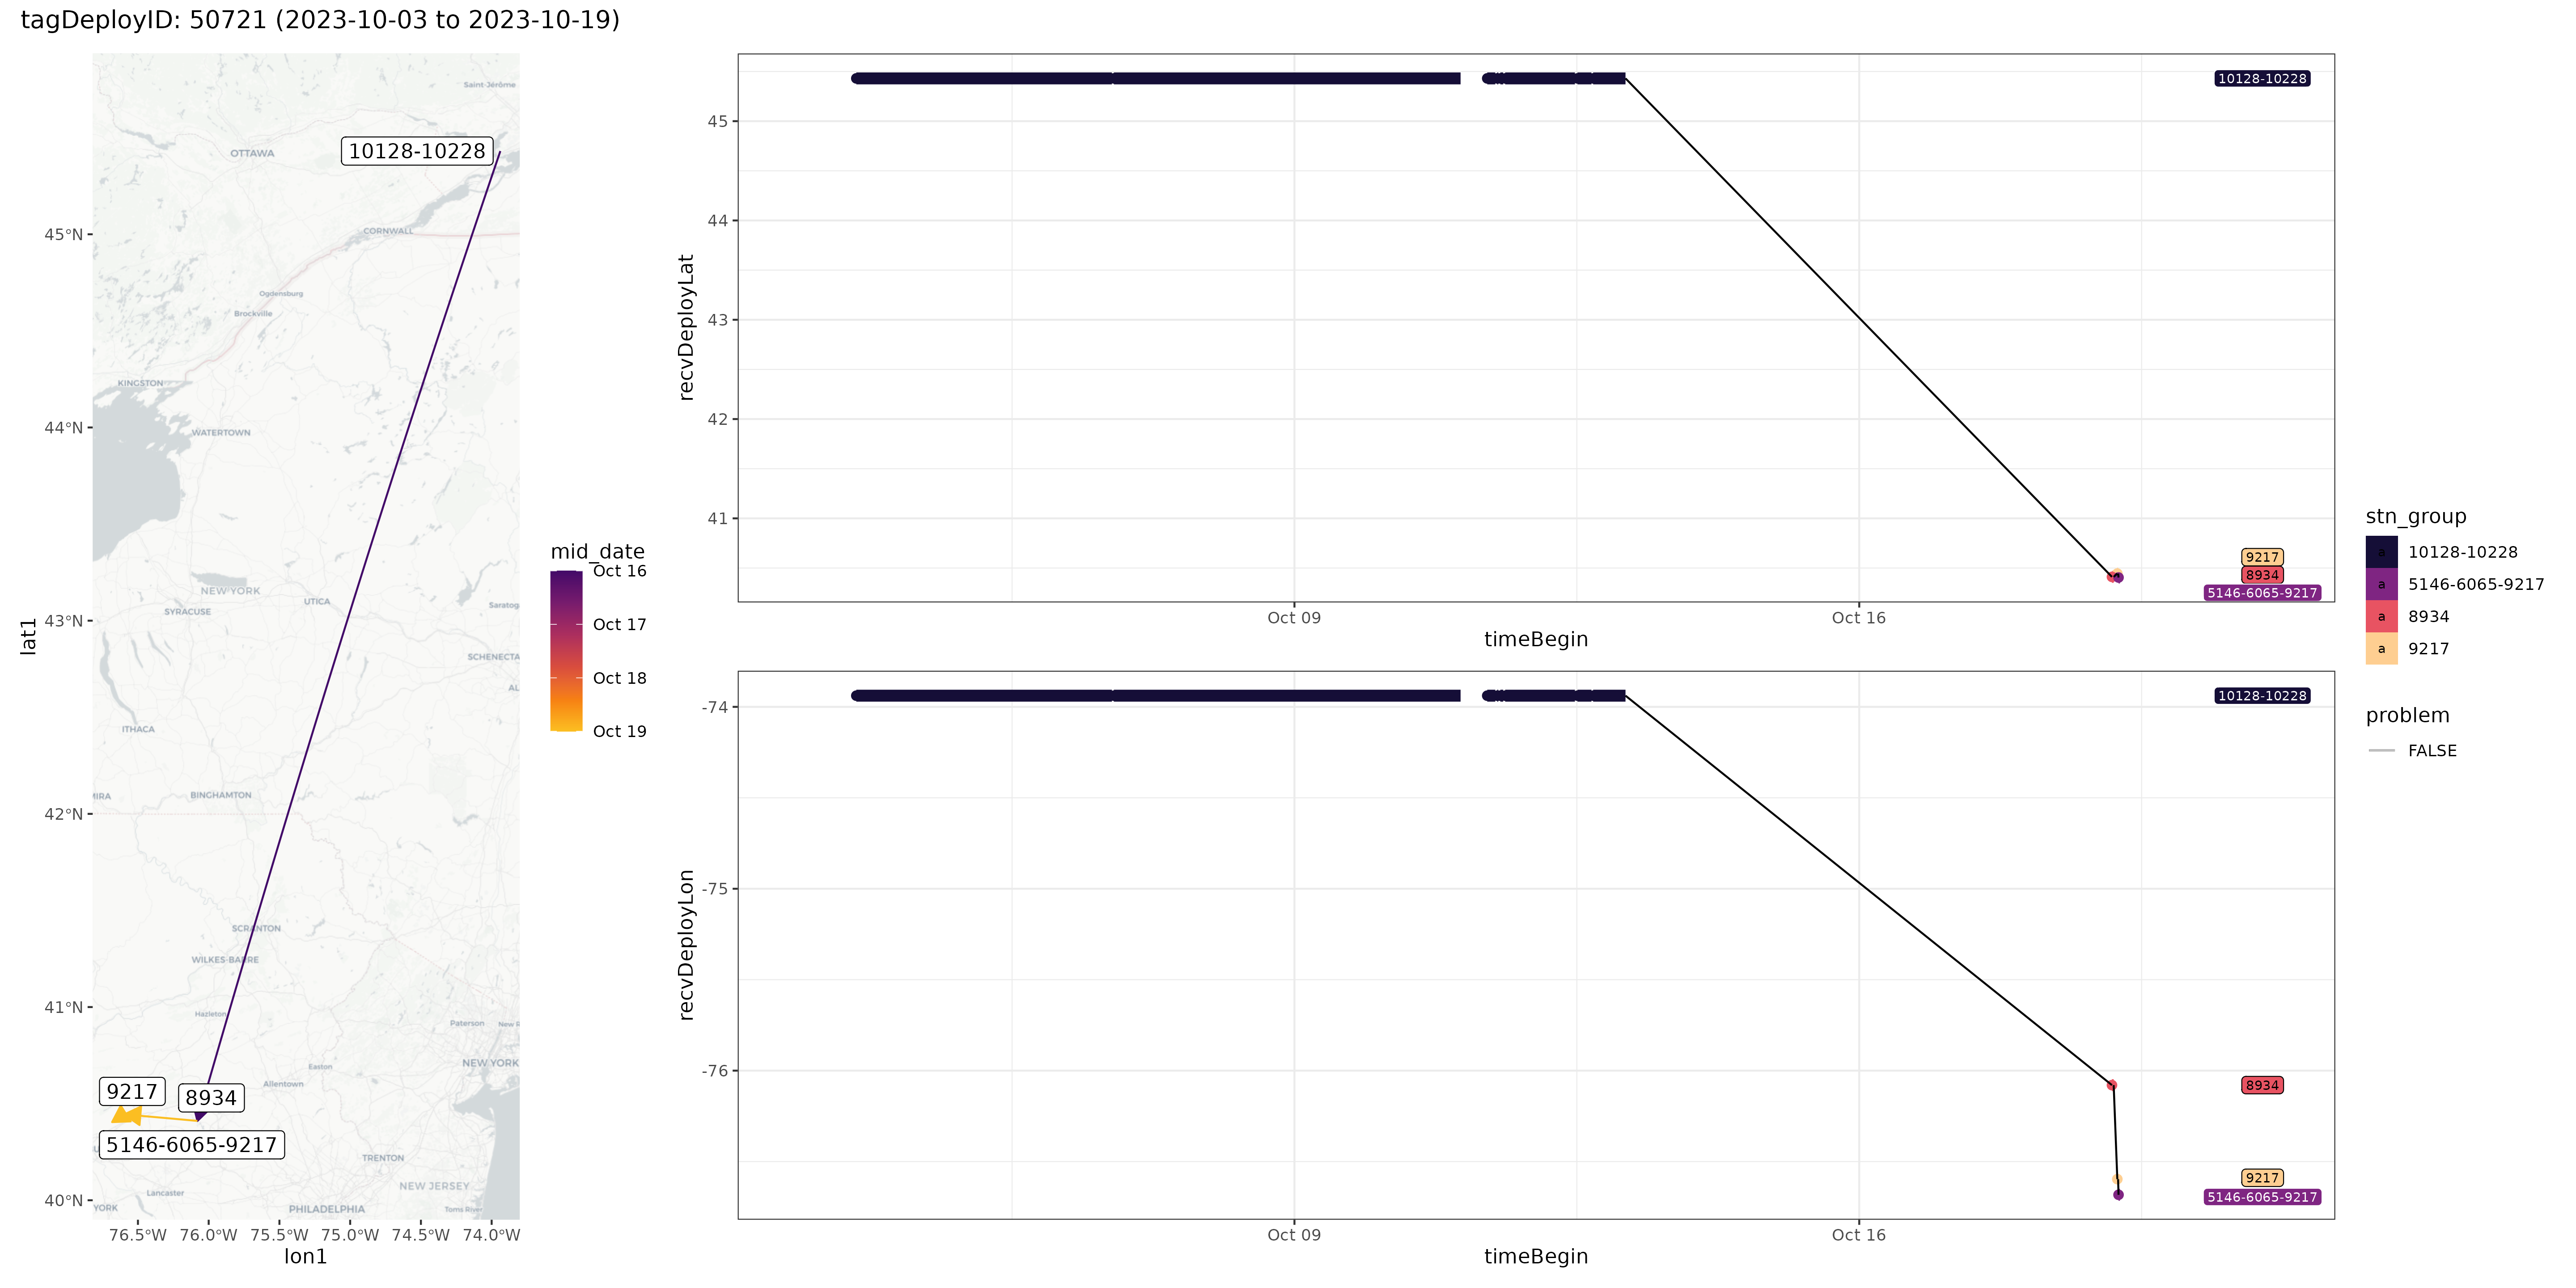 tagDeployID: 50721 (2023-10-03 to 2023-10-19)
lat1
45°N
44°N
43°N
42°N
41°N
40°N
Saint-Jérôme
OTTAWA
10128-10228
CORNWALL
Ogdensburg
Brockville
KINGSTON
WATERTOWN
NEW YORK
SYRACUSE
UTICA
Saratog
SCHENECTA
AL
ITHACA
MIRA
BINGHAMTON
SCRANTON
WILKES-BARRE
Hazleton
Paterson
New R
NEW YORK
Easton
Allentown
9217
8934
5146-6065-9217
TRENTON
NEW JERSEY
Lancaster
YORK
PHILADELPHIA
Toms River
76.5°W
76.0°W
75.5°W
75.0°W
74.5°W
74.0°W
lon1
mid_date
Oct 16
Oct 17
Oct 18
Oct 19
recvDeployLat
45
44
43
42
41
10128-10228
9217
8934
5146-6065-9217
Oct 09
Oct 16
timeBegin
recvDeployLon
-74
-75
-76
10128-10228
8934
9217
5146-6065-9217
Oct 09
Oct 16
timeBegin
stn_group
a 10128-10228
a 5146-6065-9217
a 8934
a 9217
problem
FALSE